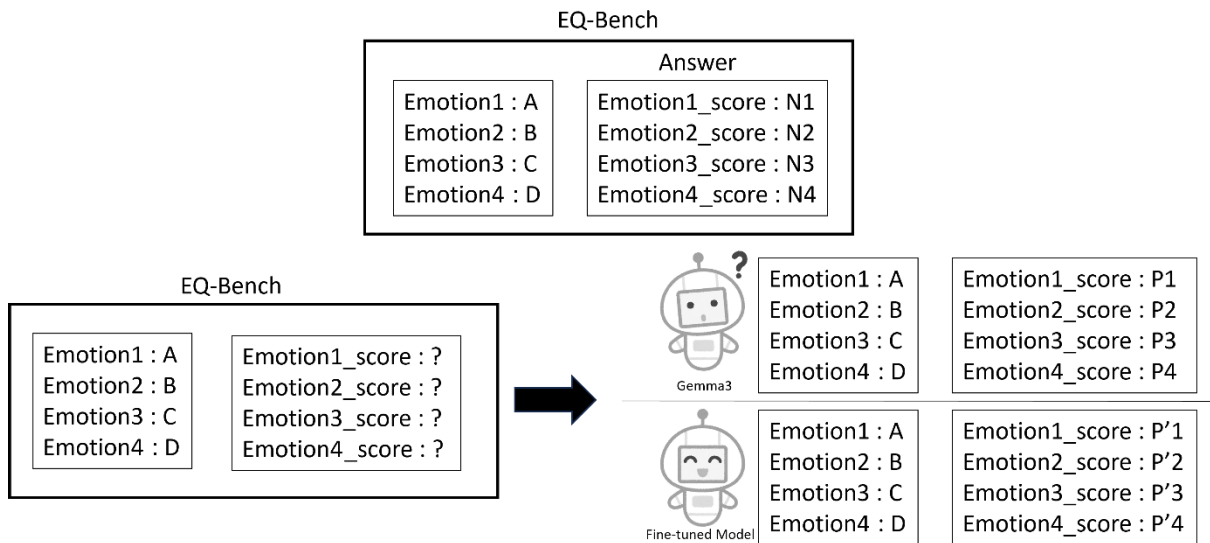 EQ-Bench
Answer
Emotion1 : A
Emotion2 : B
Emotion3 : C
Emotion4 : D
Emotion1_score : N1
Emotion2_score : N2
Emotion3_score : N3
Emotion4_score : N4
EQ-Bench
Emotion1 : A
Emotion2 : B
Emotion3 : C
Emotion4 : D
Emotion1_score : ?
Emotion2_score : ?
Emotion3_score : ?
Emotion4_score : ?
?
Gemma3
Emotion1 : A
Emotion2 : B
Emotion3 : C
Emotion4 : D
Emotion1_score : P1
Emotion2_score : P2
Emotion3_score : P3
Emotion4_score : P4
Fine-tuned Model
Emotion1 : A
Emotion2 : B
Emotion3 : C
Emotion4 : D
Emotion1_score : P’1
Emotion2_score : P’2
Emotion3_score : P’3
Emotion4_score : P’4